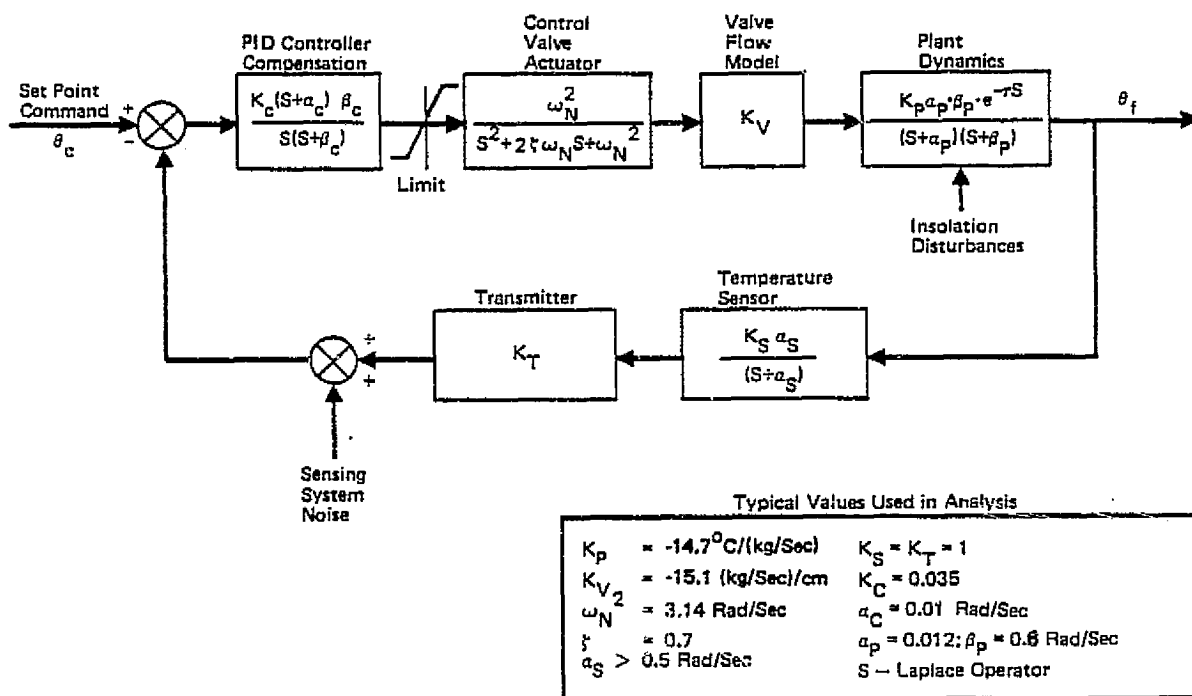 PID Controller
Compensation
Control
Valve
Actuator
Valve
Flow
Model
Plant
Dynamics
Set Point
Command
θc
+
−
Kc(S+αc) βc
S(S+βc)
Limit
ωN²
S²+2ζωNS+ωN²
KV
KPαP·βP·e^−τS
(S+αP)(S+βP)
θf
Insolation
Disturbances
Transmitter
KT
Temperature
Sensor
KS αS
(S+αS)
+
+
Sensing
System
Noise
Typical Values Used in Analysis
KP = -14.7°C/(kg/Sec) KS = KT = 1
KV2 = -15.1 (kg/Sec)/cm KC = 0.035
ωN = 3.14 Rad/Sec αC = 0.01 Rad/Sec
ζ = 0.7 αP = 0.012; βP = 0.6 Rad/Sec
αS > 0.5 Rad/Sec S – Laplace Operator